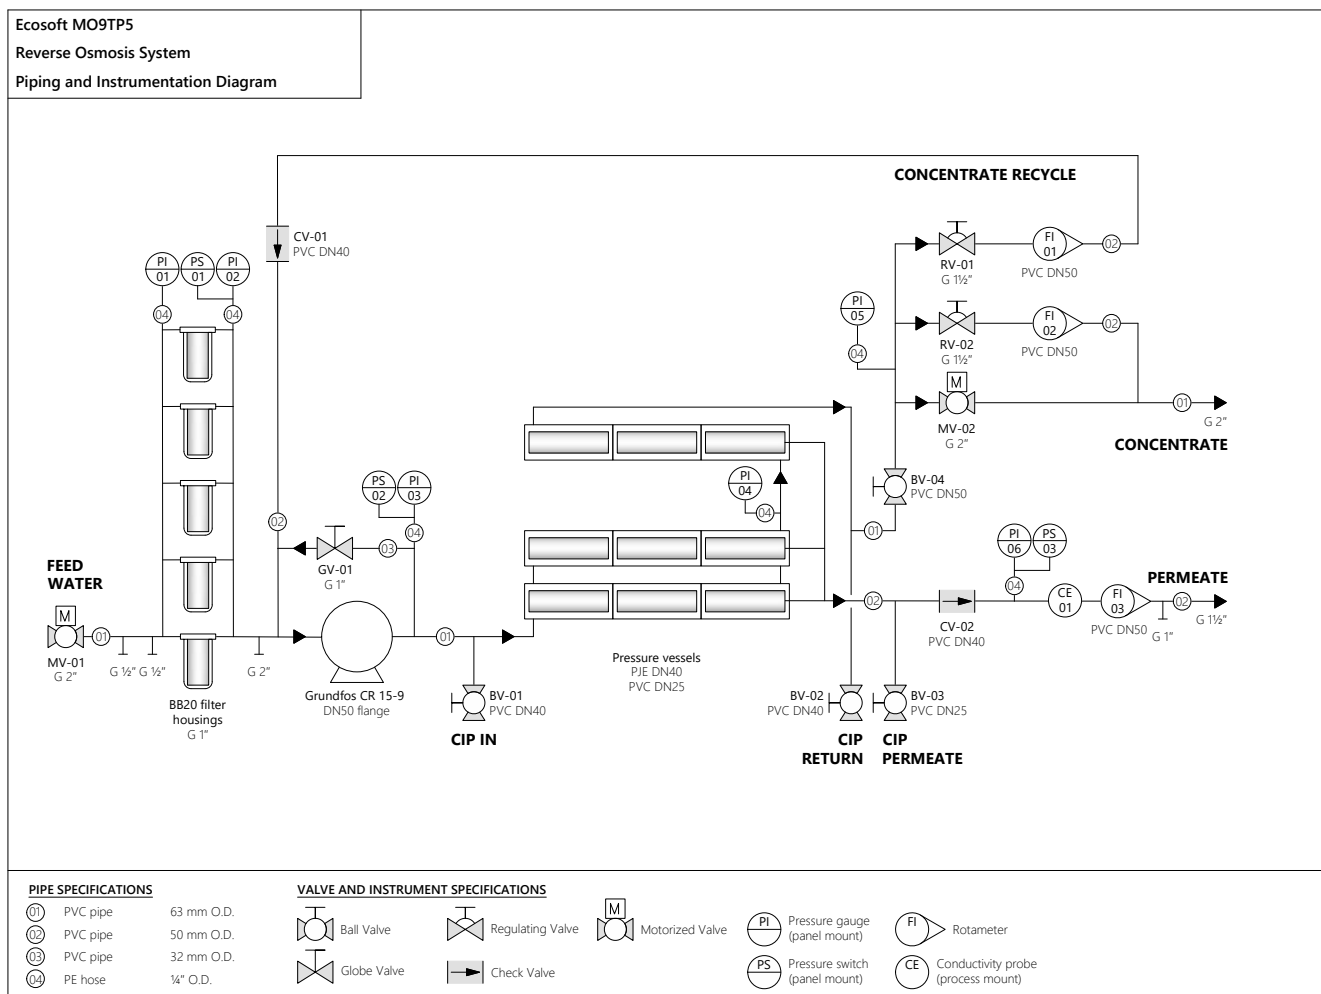 Ecosoft MO9TP5
Reverse Osmosis System
Piping and Instrumentation Diagram
CONCENTRATE RECYCLE
CV-01
PVC DN40
PI
01
PS
01
PI
02
04
04
FI
01
02
RV-01
G 1½"
PVC DN50
PI
05
04
FI
02
02
RV-02
G 1½"
PVC DN50
M
MV-02
G 2"
01
G 2"
CONCENTRATE
BV-04
PVC DN50
01
PS
02
PI
03
04
03
02
GV-01
G 1"
PI
04
04
FEED
WATER
M
MV-01
G 2"
01
G ½"
G ½"
G 2"
BB20 filter
housings
G 1"
Grundfos CR 15-9
DN50 flange
01
BV-01
PVC DN40
CIP IN
Pressure vessels
PJE DN40
PVC DN25
02
PI
06
PS
03
04
CE
01
FI
03
PERMEATE
02
G 1½"
G 1"
PVC DN50
CV-02
PVC DN40
BV-02
PVC DN40
BV-03
PVC DN25
CIP
RETURN
CIP
PERMEATE
PIPE SPECIFICATIONS
01 PVC pipe 63 mm O.D.
02 PVC pipe 50 mm O.D.
03 PVC pipe 32 mm O.D.
04 PE hose ¼" O.D.
VALVE AND INSTRUMENT SPECIFICATIONS
Ball Valve
Globe Valve
Regulating Valve
Check Valve
M
Motorized Valve
PI
Pressure gauge
(panel mount)
PS
Pressure switch
(panel mount)
FI
Rotameter
CE
Conductivity probe
(process mount)